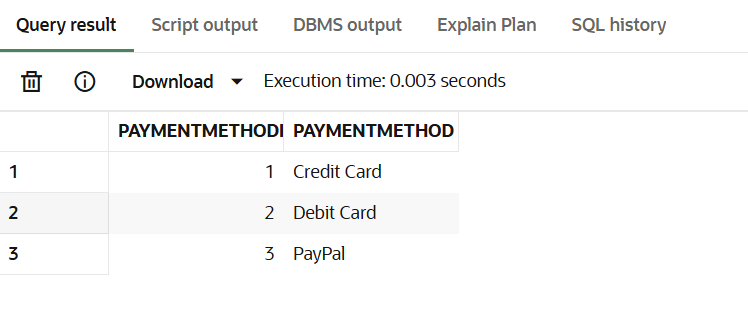 Query result Script output DBMS output Explain Plan SQL history
Download Execution time: 0.003 seconds
PAYMENTMETHODI PAYMENTMETHOD
1 1 Credit Card
2 2 Debit Card
3 3 PayPal